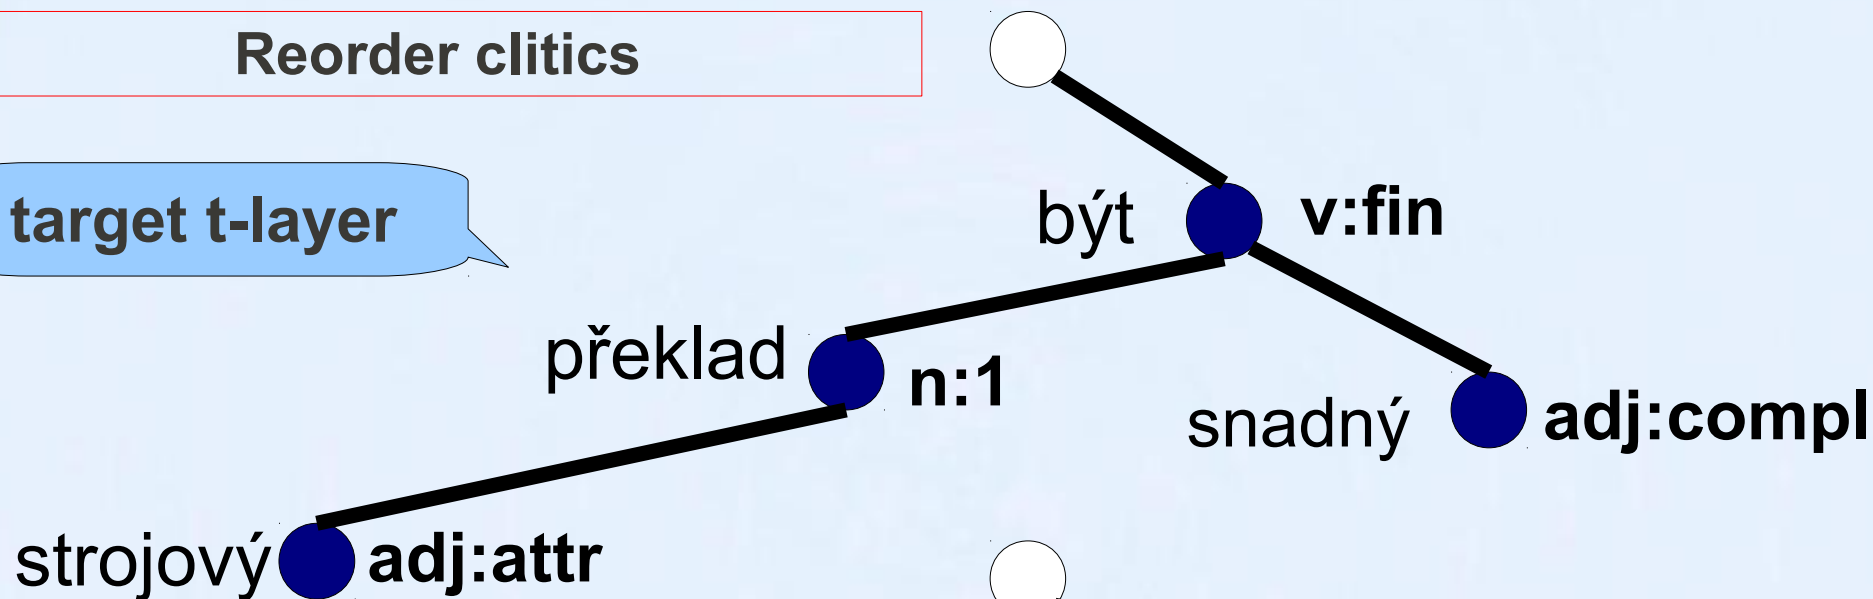 Reorder clitics
target t-layer
být v:fin
překlad n:1
snadný adj:compl
strojový adj:attr